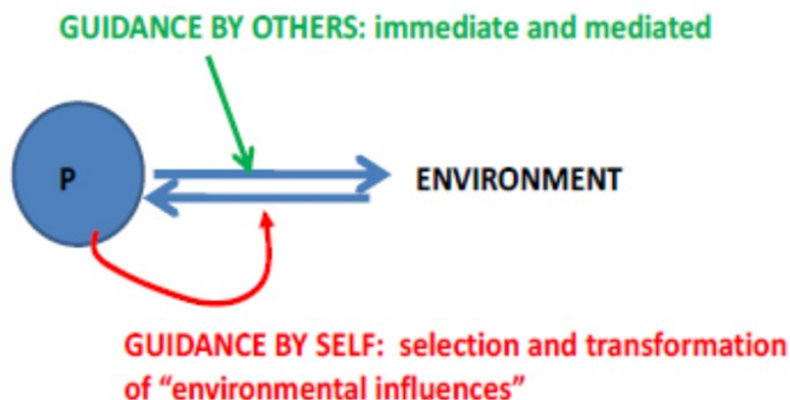 GUIDANCE BY OTHERS: immediate and mediated
P
ENVIRONMENT
GUIDANCE BY SELF: selection and transformation
of “environmental influences”